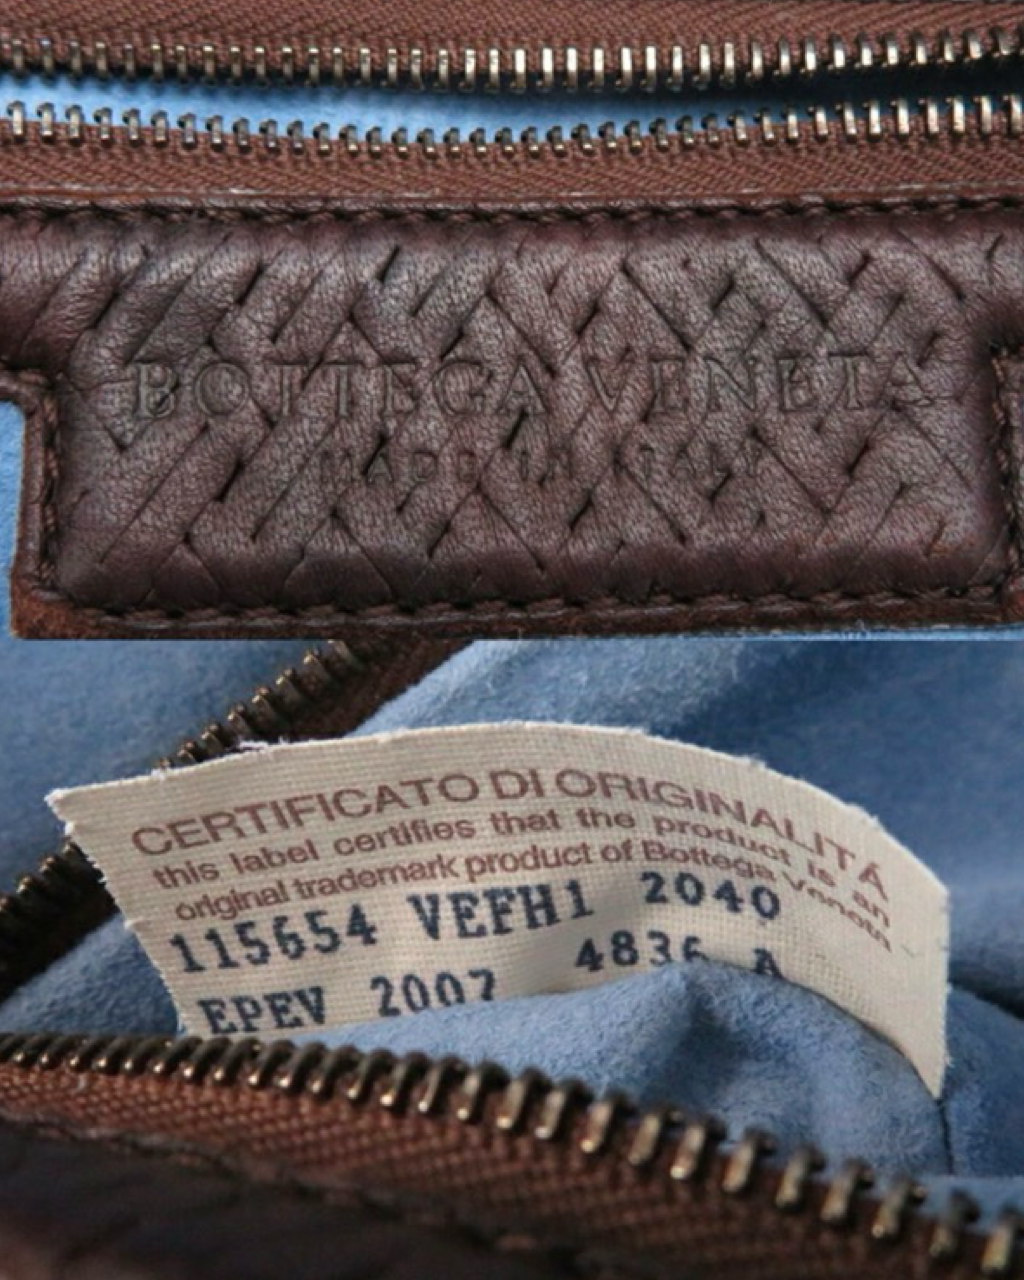 BOTTEGA VENETA
MADE IN ITALY
CERTIFICATO DI ORIGINALITÁ
this label certifies that the product is an
original trademark product of Bottega Veneta
115654 VEFH1 2040
EPEV 2007 4836 A